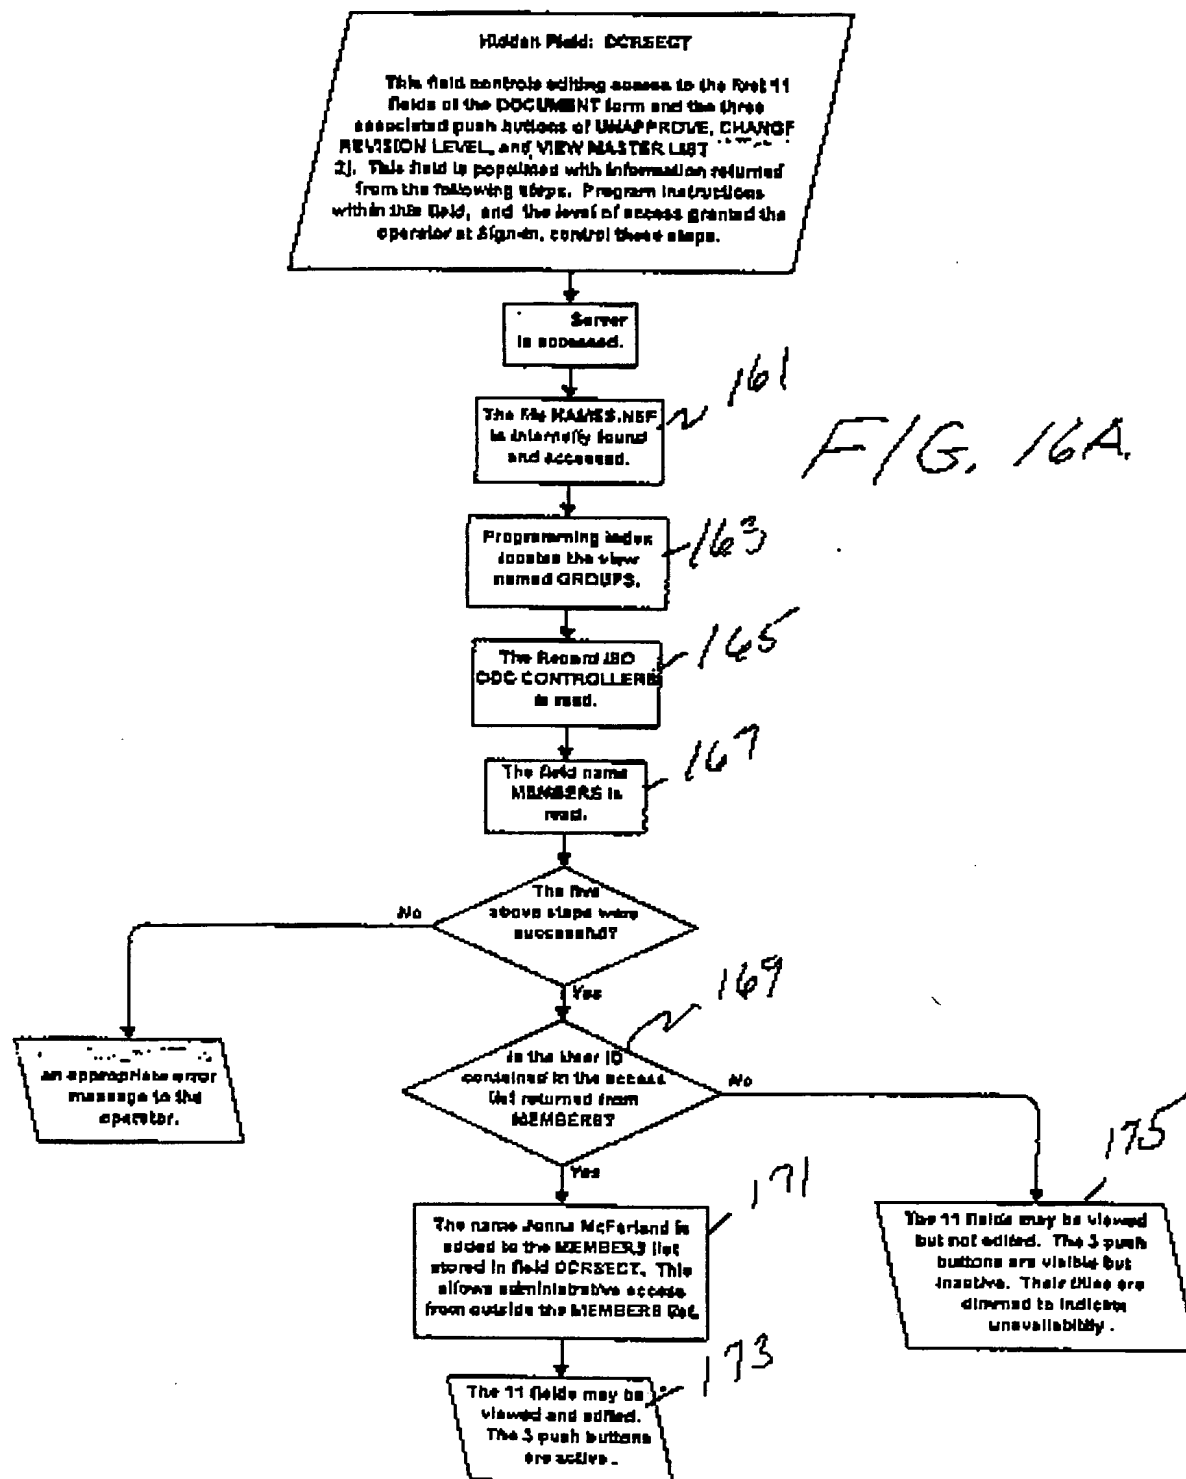 Hidden Field: DCRSECT
This field controls editing access to the first 11
fields of the DOCUMENT form and the three
associated push buttons of UNAPPROVE, CHANGE
REVISION LEVEL, and VIEW MASTER LIST
2). This field is populated with information returned
from the following steps. Program instructions
within this field, and the level of access granted the
operator at Sign-in, control these steps.
Server
is accessed.
The file NAMES.NSF
is internally found
and accessed.
161
FIG. 16A.
Programming index
locates the view
named GROUPS.
163
The Record ISO
DOC CONTROLLERS
is read.
165
The field name
MEMBERS is
read.
167
The five
above steps were
successful?
No
Yes
169
an appropriate error
message to the
operator.
Is the User ID
contained in the access
list returned from
MEMBERS?
No
Yes
171
175
The name Jonna McFarland is
added to the MEMBERS list
stored in field DCRSECT. This
allows administrative access
from outside the MEMBERS list.
The 11 fields may be viewed
but not edited. The 3 push
buttons are visible but
inactive. Their titles are
dimmed to indicate
unavailability.
173
The 11 fields may be
viewed and edited.
The 3 push buttons
are active.